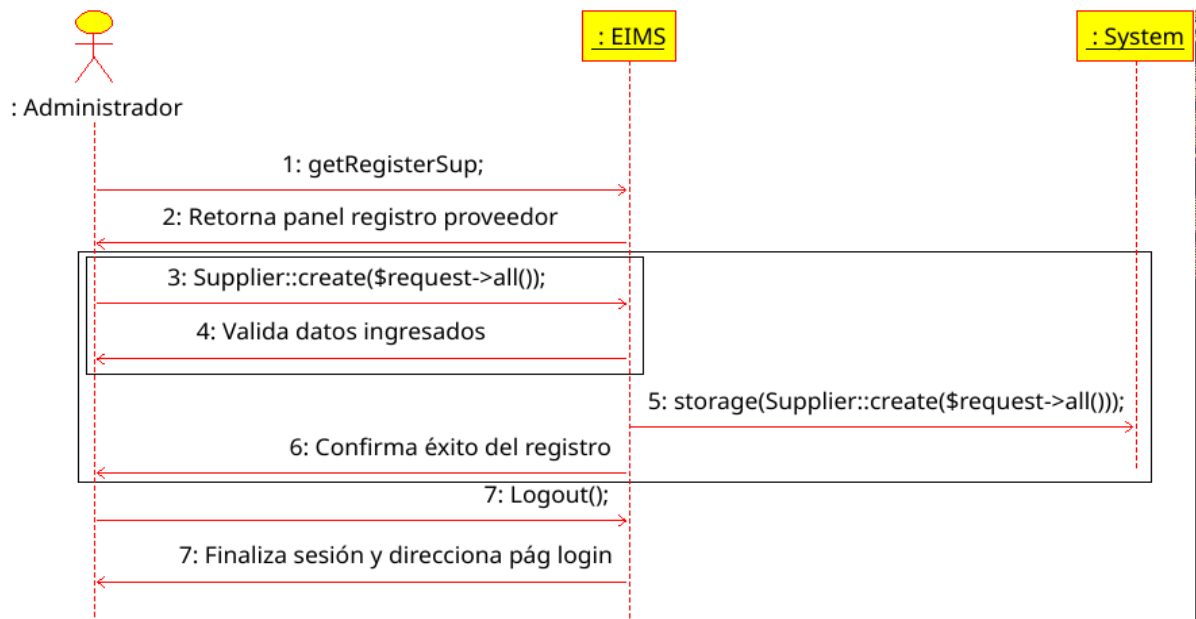 : EIMS
: System
: Administrador
1: getRegisterSup;
2: Retorna panel registro proveedor
3: Supplier::create($request->all());
4: Valida datos ingresados
5: storage(Supplier::create($request->all()));
6: Confirma éxito del registro
7: Logout();
7: Finaliza sesión y direcciona pág login